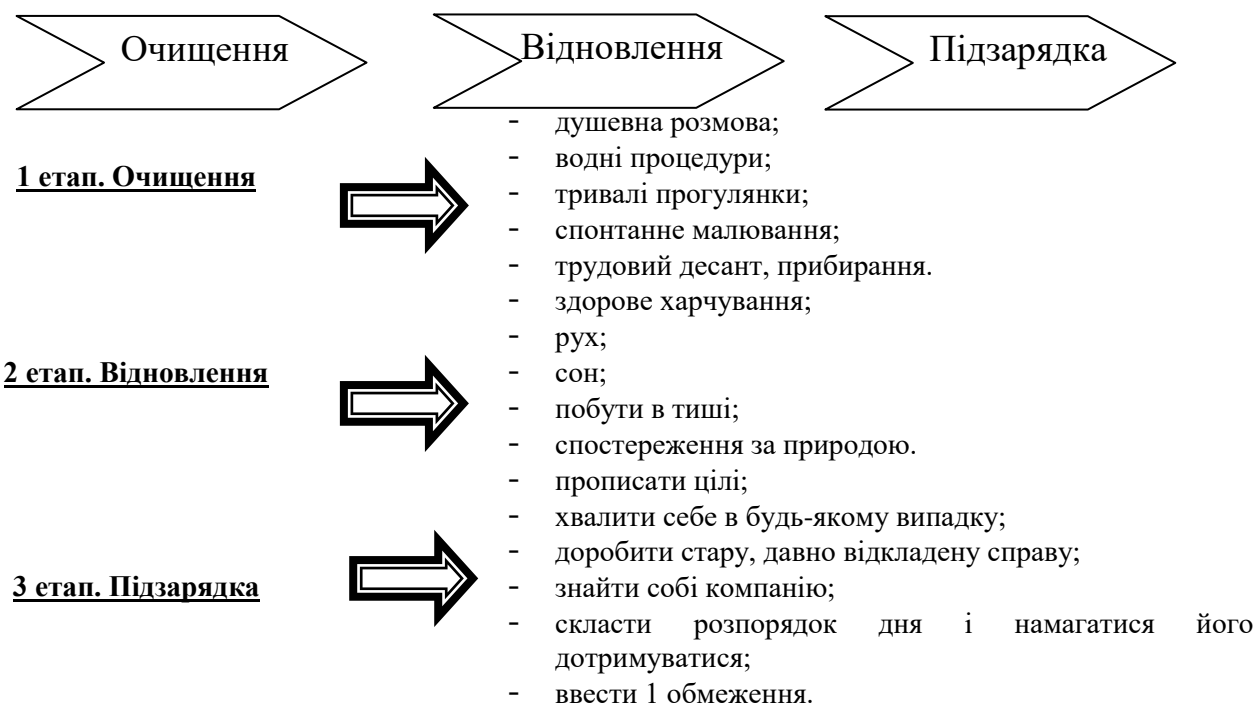 Очищення
Відновлення
Підзарядка
1 етап. Очищення
- душевна розмова;
- водні процедури;
- тривалі прогулянки;
- спонтанне малювання;
- трудовий десант, прибирання.
2 етап. Відновлення
- здорове харчування;
- рух;
- сон;
- побути в тиші;
- спостереження за природою.
3 етап. Підзарядка
- прописати цілі;
- хвалити себе в будь-якому випадку;
- доробити стару, давно відкладену справу;
- знайти собі компанію;
- скласти розпорядок дня і намагатися його
дотримуватися;
- ввести 1 обмеження.